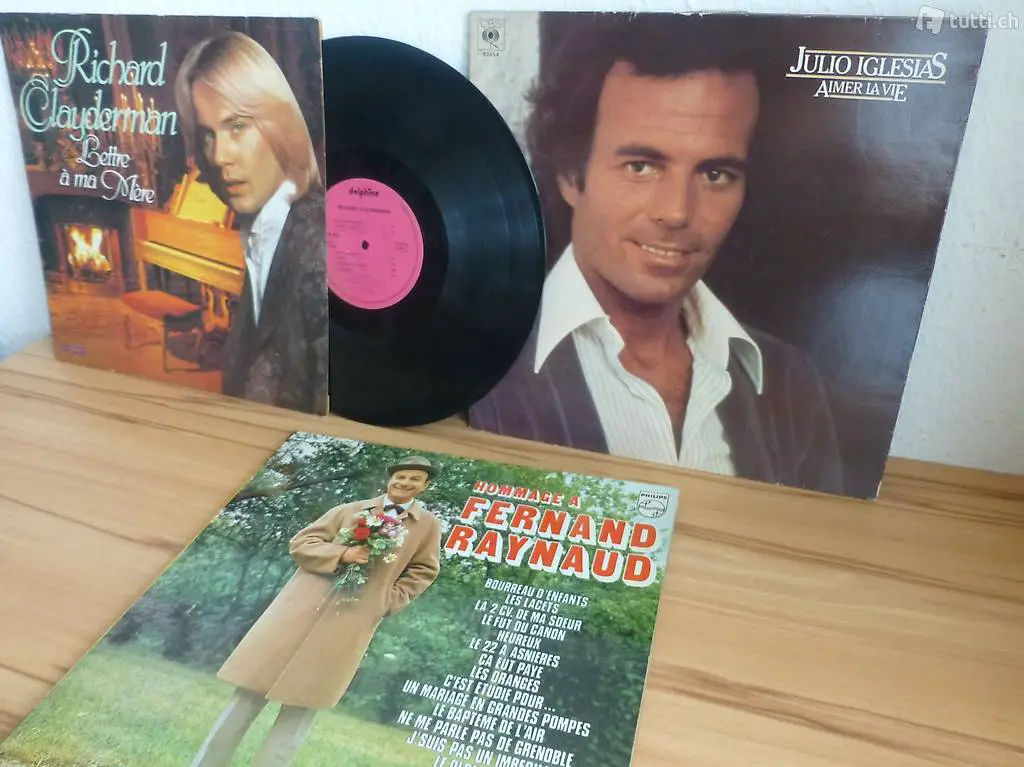 Richard
Clayderman
Lettre
à ma Mère
delphine
CBS
JULIO IGLESIAS
AIMER LA VIE
tutti.ch
HOMMAGE A
FERNAND
RAYNAUD
PHILIPS
BOURREAU D'ENFANTS
LES LACETS
LA 2 CV. DE MA SOEUR
LE FUT DU CANON
HEUREUX
LE 22 A ASNIERES
CA EUT PAYE
LES ORANGES
C'EST ETUDIE POUR...
UN MARIAGE EN GRANDES POMPES
LE BAPTEME DE L'AIR
NE ME PARLE PAS DE GRENOBLE
J'SUIS PAS UN